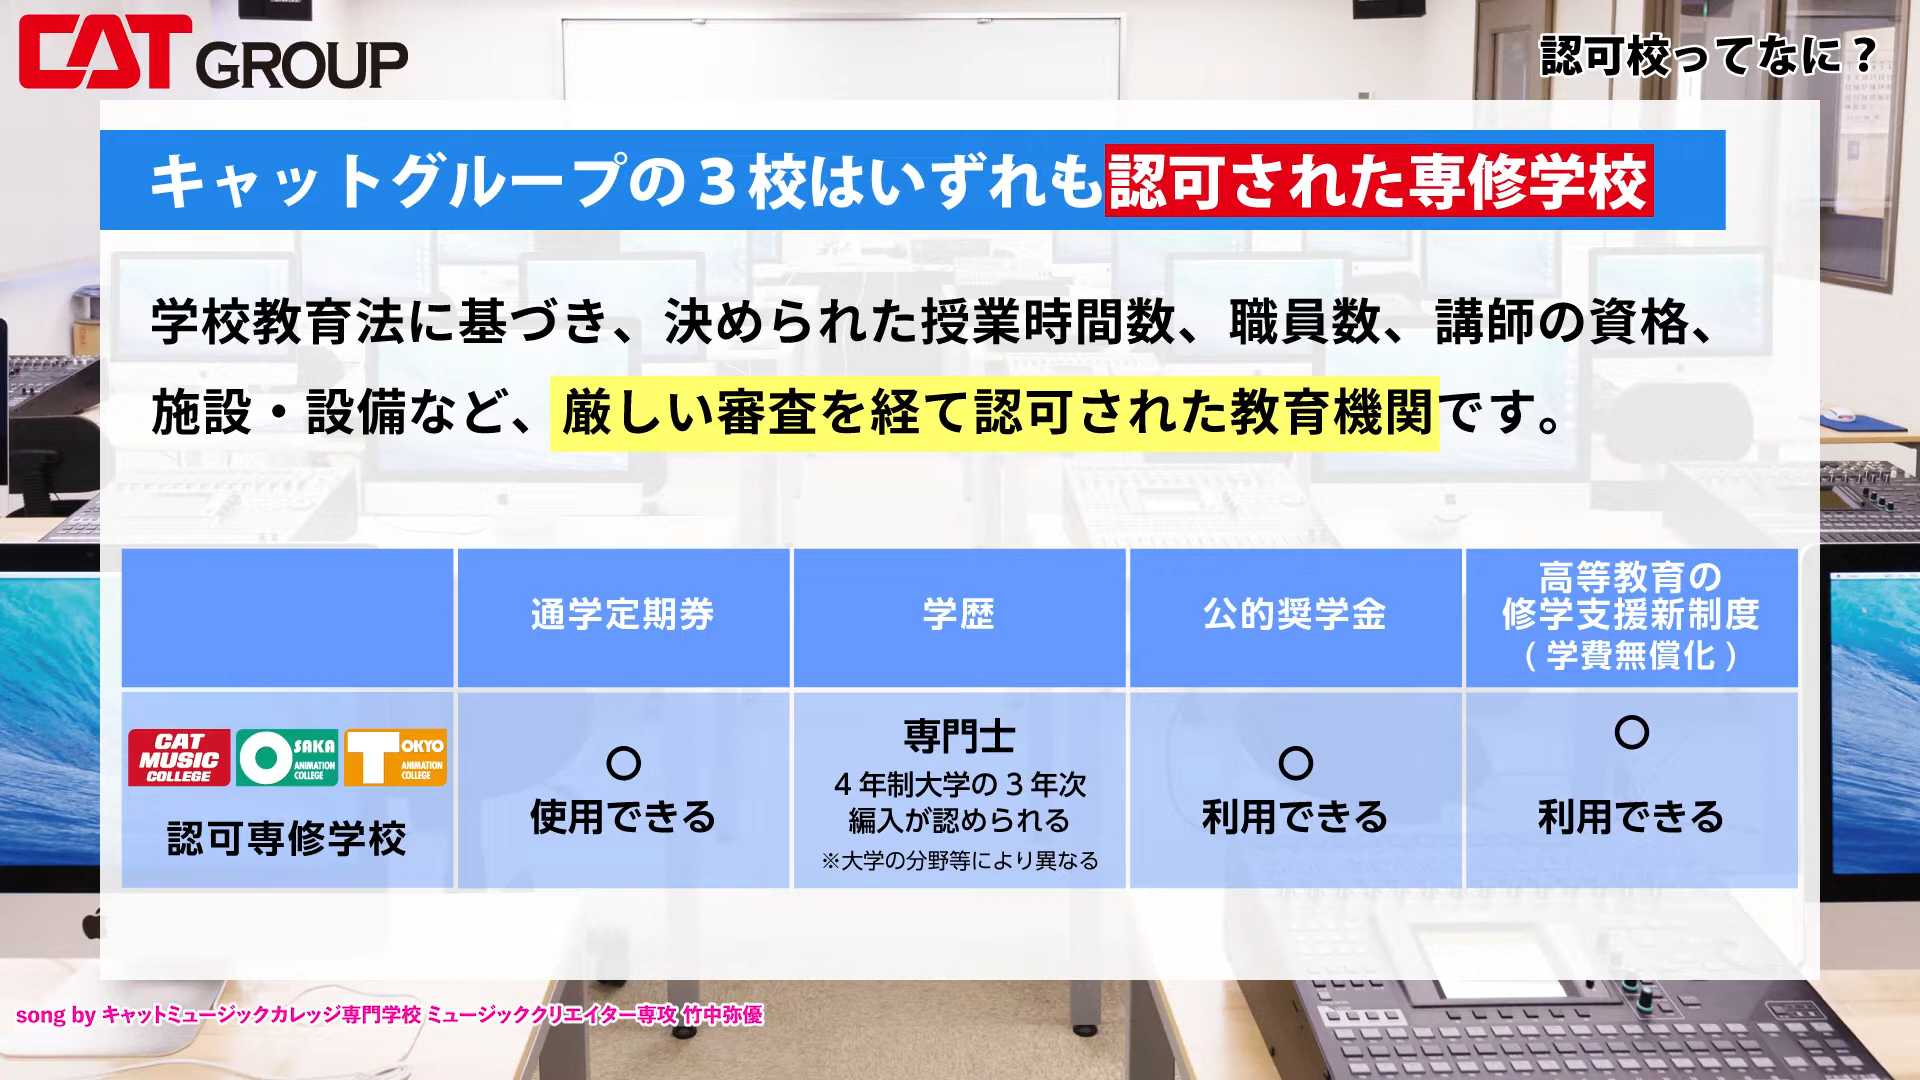 CAT GROUP
認可校ってなに？
キャットグループの３校はいずれも認可された専修学校
学校教育法に基づき、決められた授業時間数、職員数、講師の資格、
施設・設備など、厳しい審査を経て認可された教育機関です。
通学定期券
学歴
公的奨学金
高等教育の
修学支援新制度
( 学費無償化 )
CAT
MUSIC
COLLEGE
OSAKA
ANIMATION
COLLEGE
TOKYO
ANIMATION
COLLEGE
認可専修学校
〇
使用できる
専門士
4 年制大学の 3 年次
編入が認められる
※大学の分野等により異なる
〇
利用できる
〇
利用できる
song by キャットミュージックカレッジ専門学校 ミュージッククリエイター専攻 竹中弥優